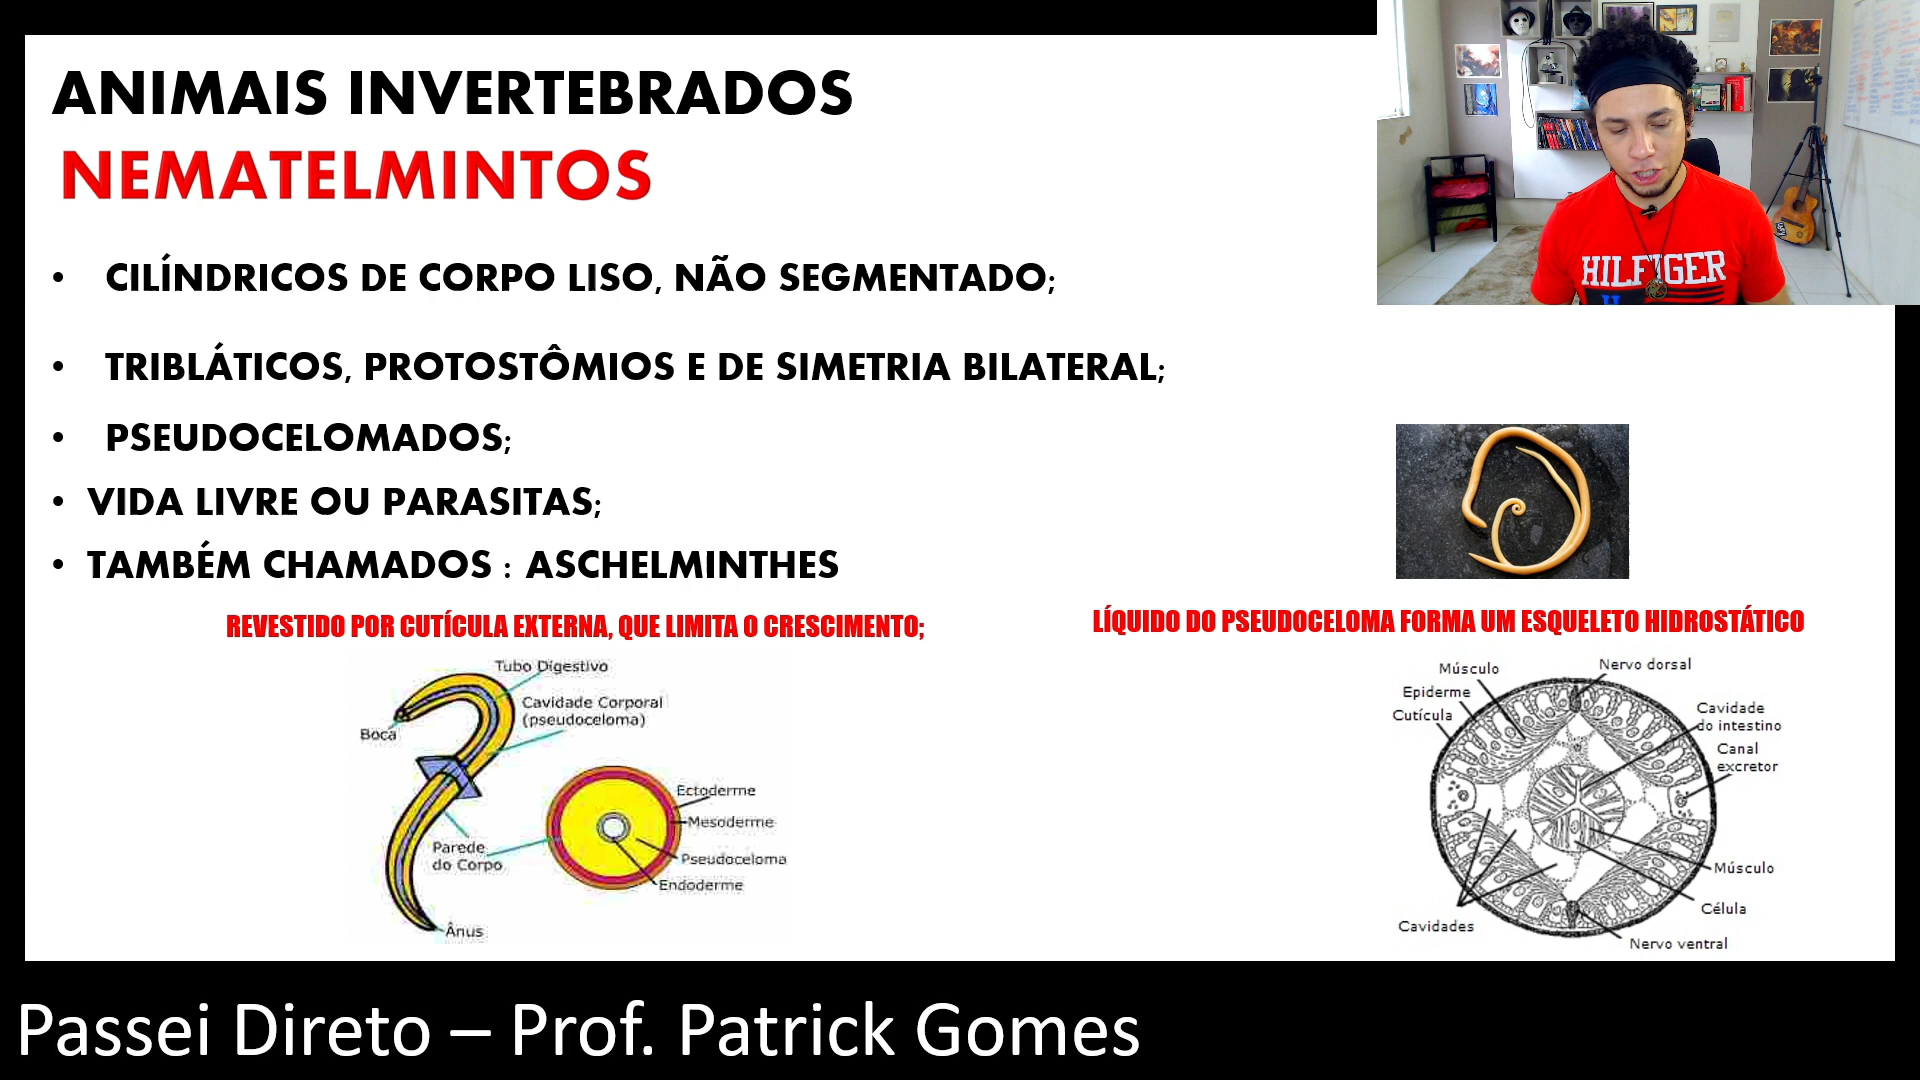 ANIMAIS INVERTEBRADOS
NEMATELMINTOS
• CILÍNDRICOS DE CORPO LISO, NÃO SEGMENTADO;
• TRIBLÁTICOS, PROTOSTÔMIOS E DE SIMETRIA BILATERAL;
• PSEUDOCELOMADOS;
• VIDA LIVRE OU PARASITAS;
• TAMBÉM CHAMADOS : ASCHELMINTHES
REVESTIDO POR CUTÍCULA EXTERNA, QUE LIMITA O CRESCIMENTO;
Tubo Digestivo
Cavidade Corporal
(pseudoceloma)
Boca
Ectoderme
Mesoderme
Parede
do Corpo
Pseudoceloma
Endoderme
Ânus
LÍQUIDO DO PSEUDOCELOMA FORMA UM ESQUELETO HIDROSTÁTICO
Músculo
Nervo dorsal
Epiderme
Cutícula
Cavidade
do intestino
Canal
excretor
Músculo
Célula
Cavidades
Nervo ventral
HILFIGER
Passei Direto – Prof. Patrick Gomes